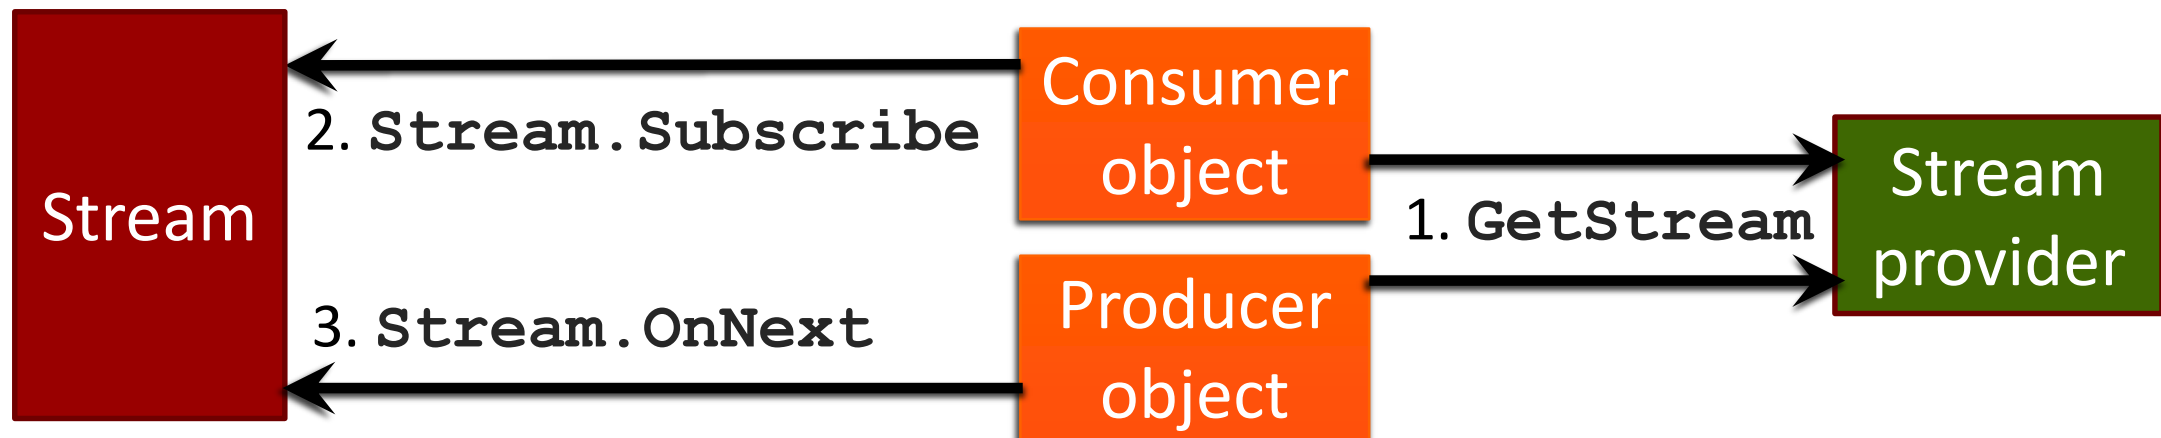 Stream
2. Stream.Subscribe
Consumer
object
1. GetStream
Stream
provider
3. Stream.OnNext
Producer
object